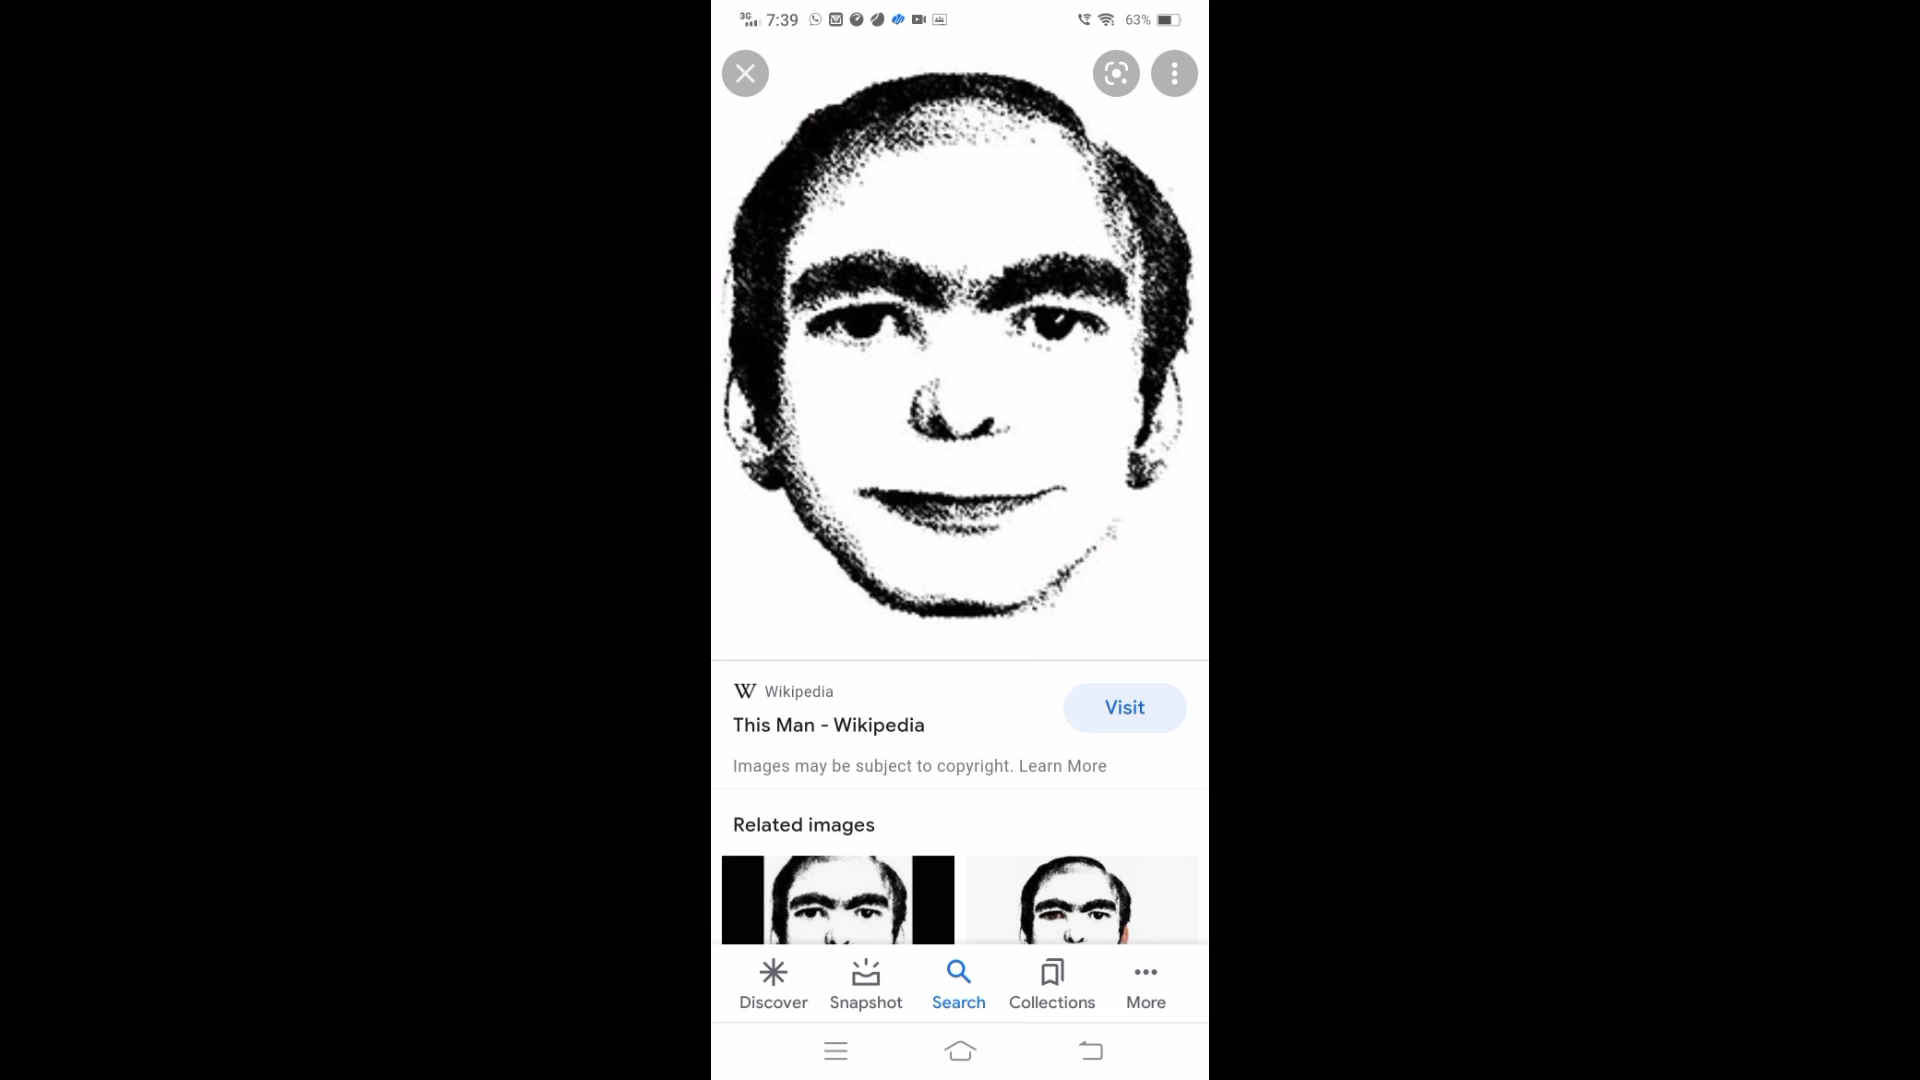 3G 7:39 63%
W Wikipedia
This Man - Wikipedia
Visit
Images may be subject to copyright. Learn More
Related images
Discover Snapshot Search Collections More